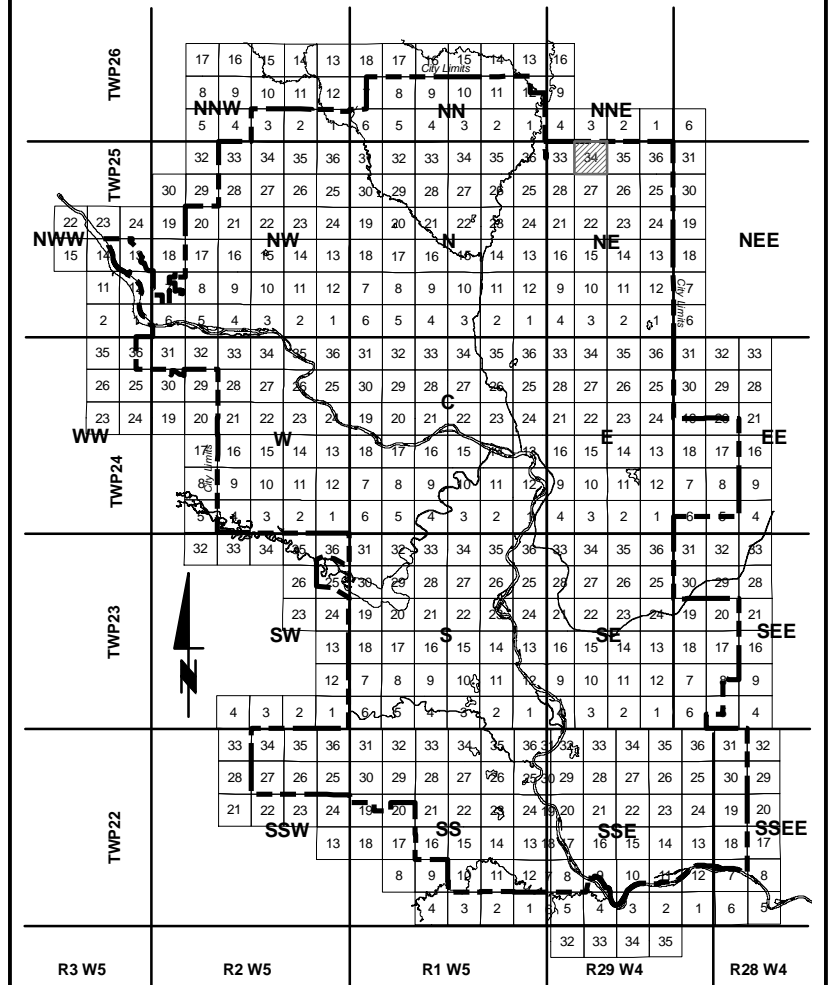 TWP26
17 16 15 14 13 18 17 16 15 14 13 16
City Limits
8 9 10 11 12 8 9 10 11 12 9
NNW NN NNE
5 4 3 2 1 6 5 4 3 2 1 4 3 2 1 6
TWP25
32 33 34 35 36 31 32 33 34 35 36 33 34 35 36 31
30 29 28 27 26 25 30 29 28 27 26 25 28 27 26 25 30
22 23 24 19 20 21 22 23 24 19 20 21 22 23 24 21 22 23 24 19
NWW NW N NE NEE
15 14 13 18 17 16 15 14 13 18 17 16 15 14 13 16 15 14 13 18
11 12 8 9 10 11 12 7 8 9 10 11 12 9 10 11 12 7
City Limits
2 1 6 5 4 3 2 1 6 5 4 3 2 1 4 3 2 1 6
TWP24
35 36 31 32 33 34 35 36 31 32 33 34 35 36 33 34 35 36 31 32 33
26 25 30 29 28 27 26 25 30 29 28 27 26 25 28 27 26 25 30 29 28
C
23 24 19 20 21 22 23 24 19 20 21 22 23 24 21 22 23 24 19 20 21
WW W E EE
17 16 15 14 13 18 17 16 15 14 13 16 15 14 13 18 17 16
City Limits
8 9 10 11 12 7 8 9 10 11 12 9 10 11 12 7 8 9
5 4 3 2 1 6 5 4 3 2 1 4 3 2 1 6 5 4
TWP23
32 33 34 35 36 31 32 33 34 35 36 33 34 35 36 31 32 33
26 25 30 29 28 27 26 25 28 27 26 25 30 29 28
23 24 19 20 21 22 23 24 21 22 23 24 19 20 21
SW S SE SEE
13 18 17 16 15 14 13 16 15 14 13 18 17 16
N
12 7 8 9 10 11 12 9 10 11 12 7 8 9
4 3 2 1 6 5 4 3 2 1 3 2 1 6 4
TWP22
33 34 35 36 31 32 33 34 35 36 31 32 33 34 35 36 31 32
28 27 26 25 30 29 28 27 26 25 30 29 28 27 26 25 30 29
21 22 23 24 19 20 21 22 23 24 19 20 21 22 23 24 19 20
SSW SS SSE SSEE
13 18 17 16 15 14 13 18 17 16 15 14 13 18 17
8 9 10 11 12 7 8 9 10 11 12 7 8
4 3 2 1 5 4 3 2 1 6 5
32 33 34 35
R3 W5 R2 W5 R1 W5 R29 W4 R28 W4